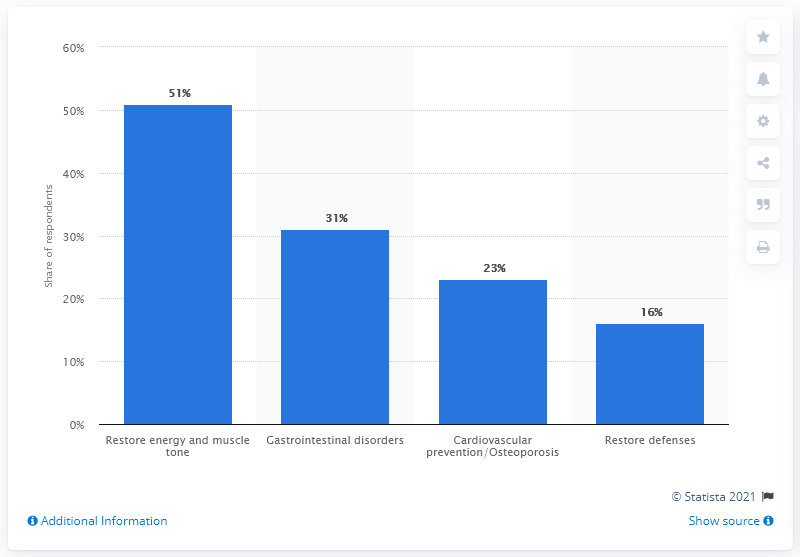 60%
50%
40%
30%
20%
10%
0%
Share of respondents
51%
31%
23%
16%
Restore energy and muscle
tone
Gastrointestinal disorders
Cardiovascular
prevention/Osteoporosis
Restore defenses
© Statista 2021
Additional Information
Show source